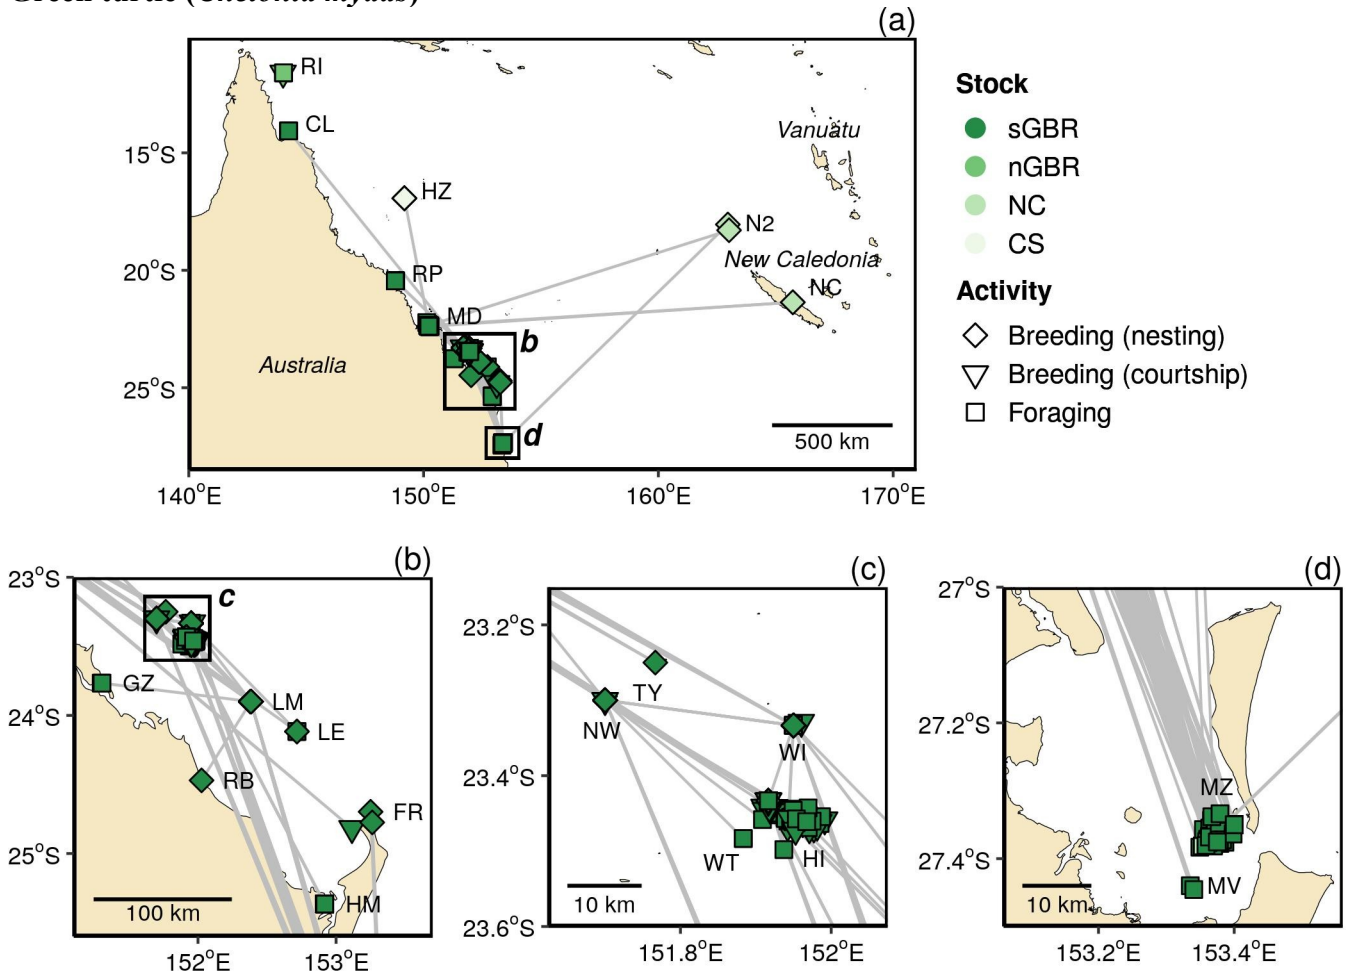 Green turtle (Chelonia mydas)
(a)
RI
CL
HZ
RP
MD
N2
NC
Vanuatu
New Caledonia
Australia
b
d
500 km
15°S
20°S
25°S
140°E
150°E
160°E
170°E
Stock
sGBR
nGBR
NC
CS
Activity
Breeding (nesting)
Breeding (courtship)
Foraging
(b)
23°S
24°S
25°S
c
GZ
LM
LE
RB
FR
HM
100 km
152°E
153°E
(c)
23.2°S
23.4°S
23.6°S
TY
NW
WI
WT
HI
10 km
151.8°E
152°E
(d)
27°S
27.2°S
27.4°S
MZ
MV
10 km
153.2°E
153.4°E